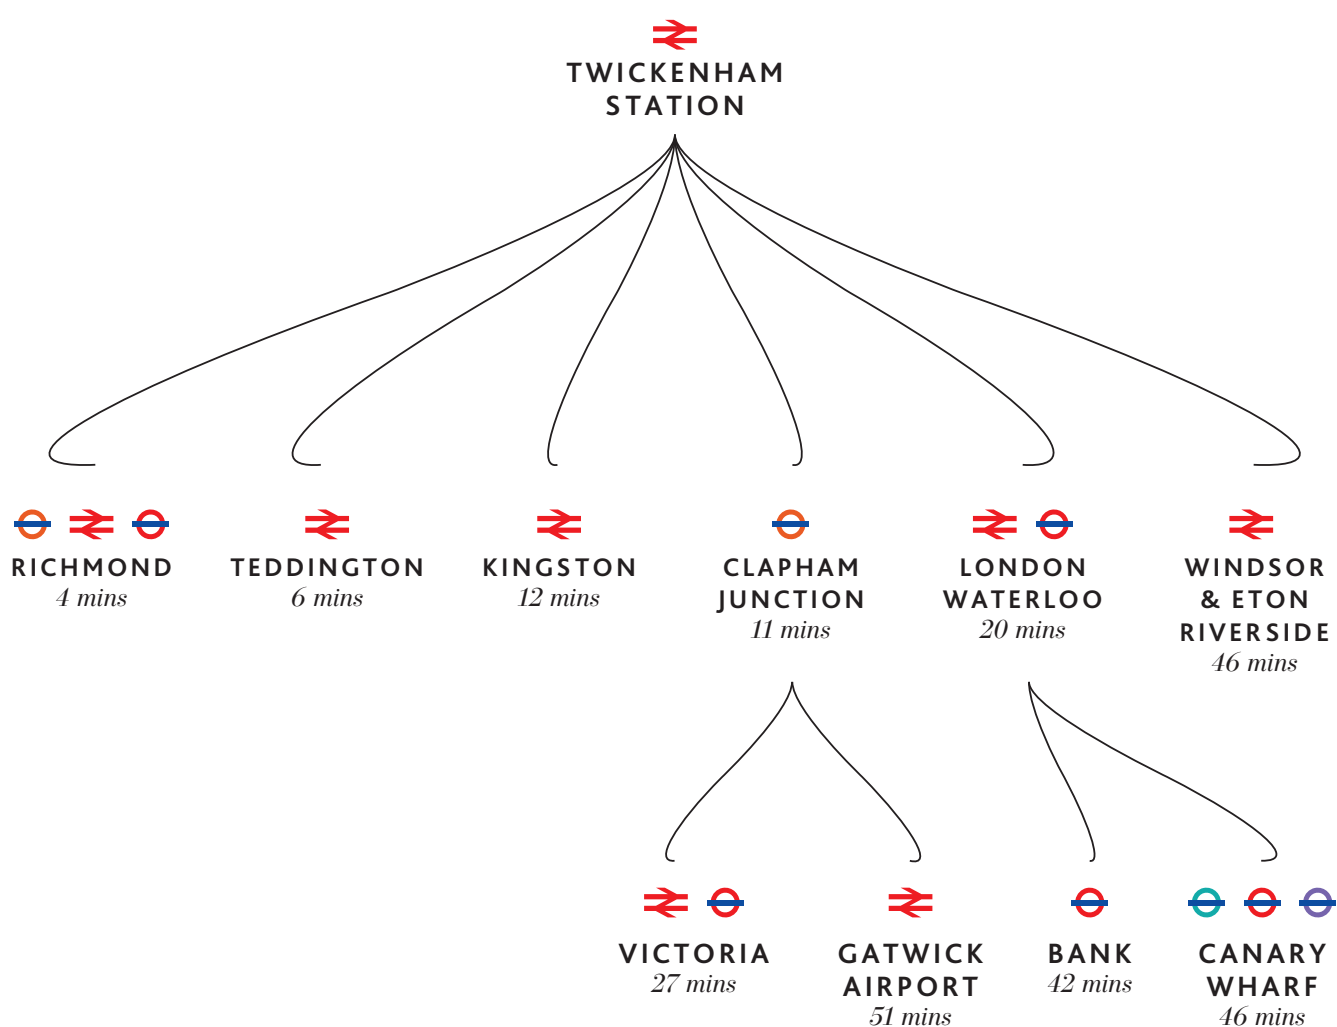 TWICKENHAM
STATION
RICHMOND
4 mins
TEDDINGTON
6 mins
KINGSTON
12 mins
CLAPHAM
JUNCTION
11 mins
LONDON
WATERLOO
20 mins
WINDSOR
& ETON
RIVERSIDE
46 mins
VICTORIA
27 mins
GATWICK
AIRPORT
51 mins
BANK
42 mins
CANARY
WHARF
46 mins